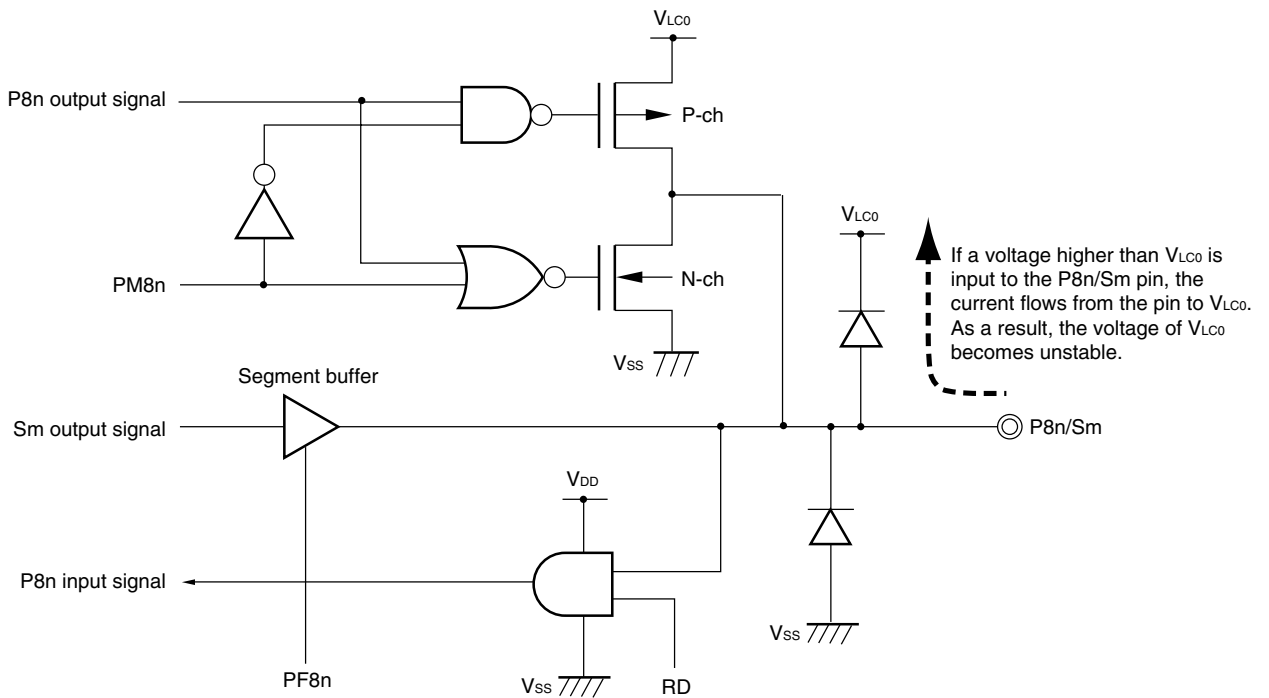 VLC0
P8n output signal
P-ch
VLC0
If a voltage higher than VLC0 is
input to the P8n/Sm pin, the
current flows from the pin to VLC0.
As a result, the voltage of VLC0
becomes unstable.
PM8n
N-ch
VSS
Segment buffer
Sm output signal
P8n/Sm
VDD
P8n input signal
VSS
PF8n
VSS
RD